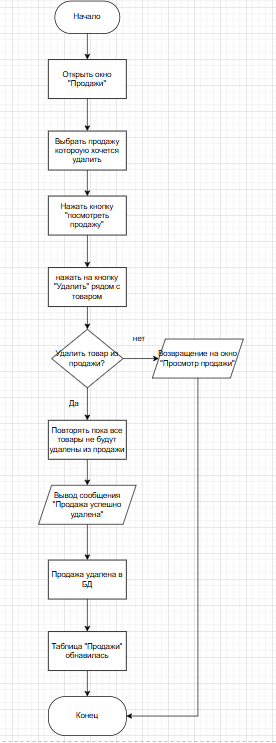 Начало
Открыть окно
"Продажи"
Выбрать продажу
котороую хочется
удалить
Нажать кнопку
"посмотреть
продажу"
нажать на кнопку
"Удалить" рядом с
товаром
Удалить товар из
продажи?
нет
Возвращение на окно
"Просмотр продажи"
Да
Повторять пока все
товары не будут
удалены из продажи
Вывод сообщения
"Продажа успешно
удалена"
Продажа удалена в
БД
Таблица "Продажи"
обнавилась
Конец